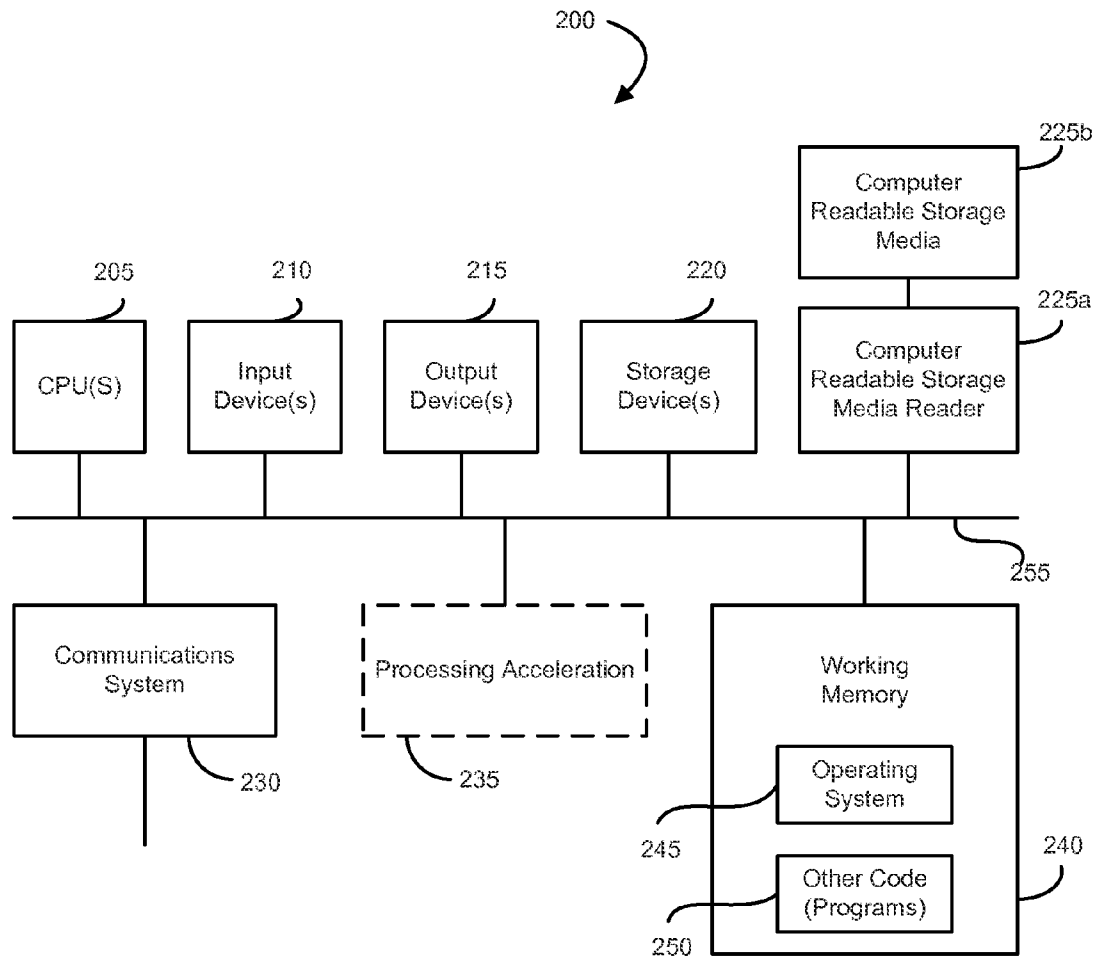 200
225b
Computer
Readable Storage
Media
205
210
215
220
225a
CPU(S)
Input
Device(s)
Output
Device(s)
Storage
Device(s)
Computer
Readable Storage
Media Reader
255
Communications
System
Processing Acceleration
Working
Memory
230
235
Operating
System
245
240
Other Code
(Programs)
250